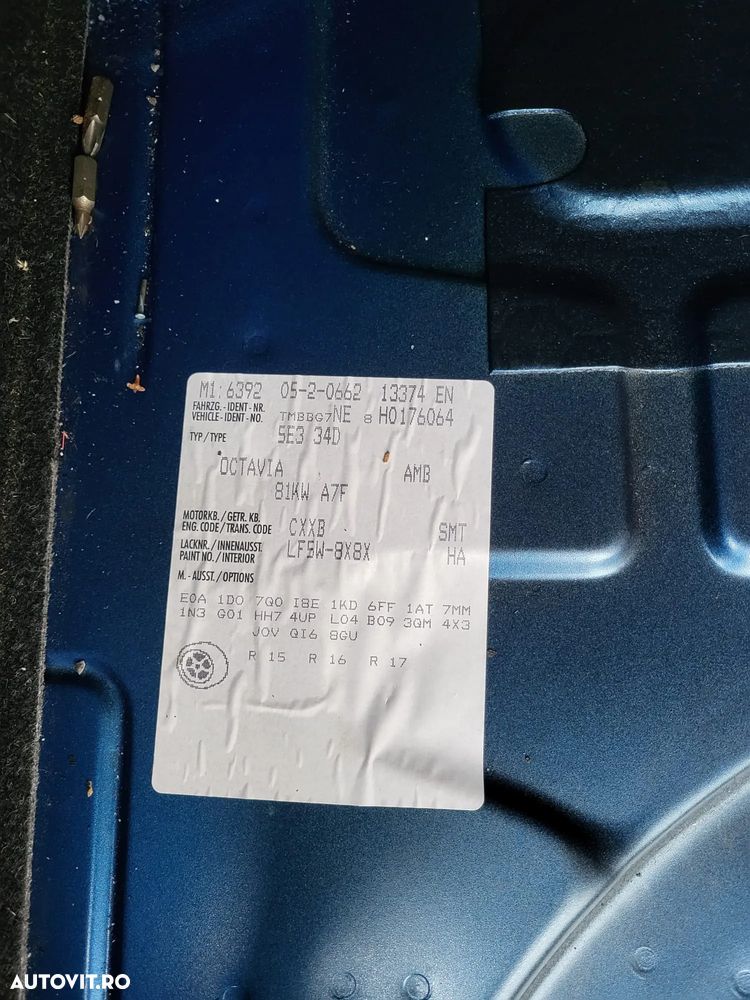 M1: 6392 05-2-0662 13374 EN
FAHRZG.-IDENT-NR.
VEHICLE-IDENT-NO. TMBBG7NE 8 H0176064
TYP/TYPE 5E3 34D
OCTAVIA AMB
81KW A7F
MOTORKB./GETR.KB.
ENG.CODE/TRANS.CODE CXXB SMT
LACKNR./INNENAUSST.
PAINT NO./INTERIOR LF5W-8X8X HA
M.-AUSST./OPTIONS
E0A 1D0 7Q0 I8E 1KD 6FF 1AT 7MM
1N3 G01 HH7 4UP L04 B09 3QM 4X3
J0V QI6 8GU
R 15 R 16 R 17
AUTOVIT.RO